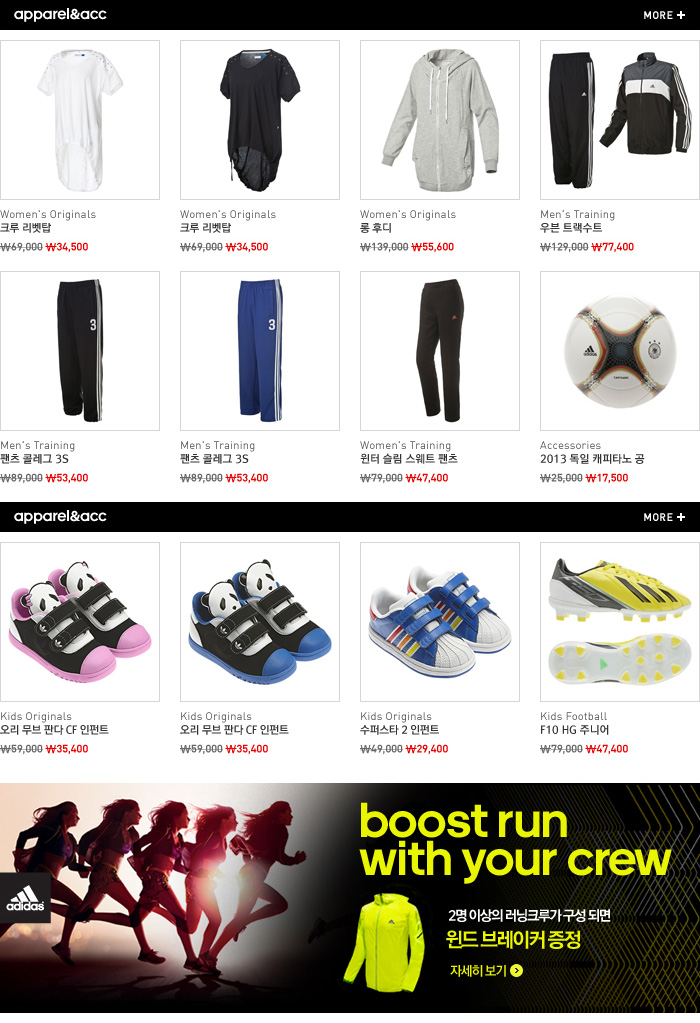 apparel&acc
MORE +
Women's Originals
크루 리벳탑
₩69,000 ₩34,500
Women's Originals
크루 리벳탑
₩69,000 ₩34,500
Women's Originals
롱 후디
₩139,000 ₩55,600
Men's Training
우븐 트랙수트
₩129,000 ₩77,400
3
Men's Training
팬츠 콜레그 3S
₩89,000 ₩53,400
3
Men's Training
팬츠 콜레그 3S
₩89,000 ₩53,400
Women's Training
윈터 슬림 스웨트 팬츠
₩79,000 ₩47,400
adidas
Accessories
2013 독일 캐피타노 공
₩25,000 ₩17,500
apparel&acc
MORE +
Kids Originals
오리 무브 판다 CF 인펀트
₩59,000 ₩35,400
Kids Originals
오리 무브 판다 CF 인펀트
₩59,000 ₩35,400
Kids Originals
수퍼스타 2 인펀트
₩49,000 ₩29,400
Kids Football
F10 HG 주니어
₩79,000 ₩47,400
boost run
with your crew
adidas
2명 이상의 러닝크루가 구성 되면
윈드 브레이커 증정
자세히 보기